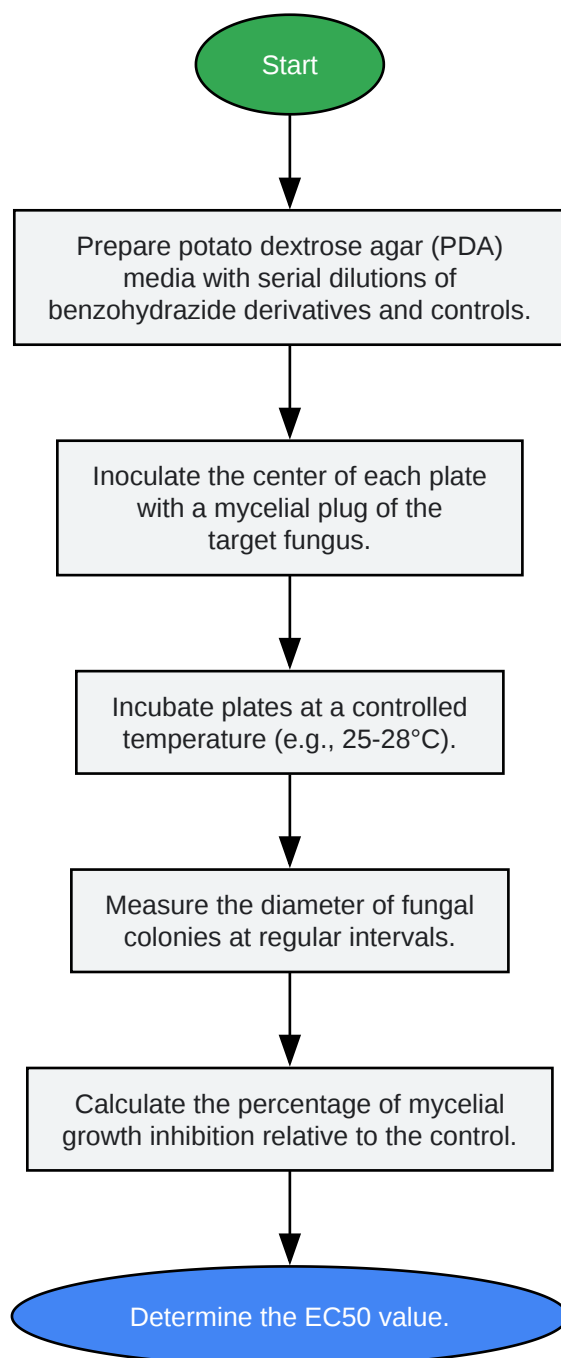 Start
Prepare potato dextrose agar (PDA)
media with serial dilutions of
benzohydrazide derivatives and controls.
Inoculate the center of each plate
with a mycelial plug of the
target fungus.
Incubate plates at a controlled
temperature (e.g., 25-28°C).
Measure the diameter of fungal
colonies at regular intervals.
Calculate the percentage of mycelial
growth inhibition relative to the control.
Determine the EC50 value.